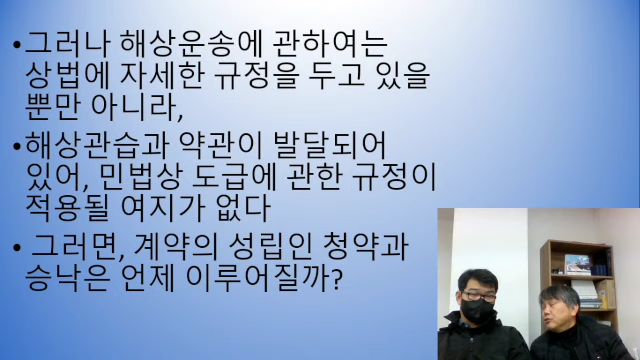 •그러나 해상운송에 관하여는
상법에 자세한 규정을 두고 있을
뿐만 아니라,
•해상관습과 약관이 발달되어
있어, 민법상 도급에 관한 규정이
적용될 여지가 없다
• 그러면, 계약의 성립인 청약과
승낙은 언제 이루어질까?